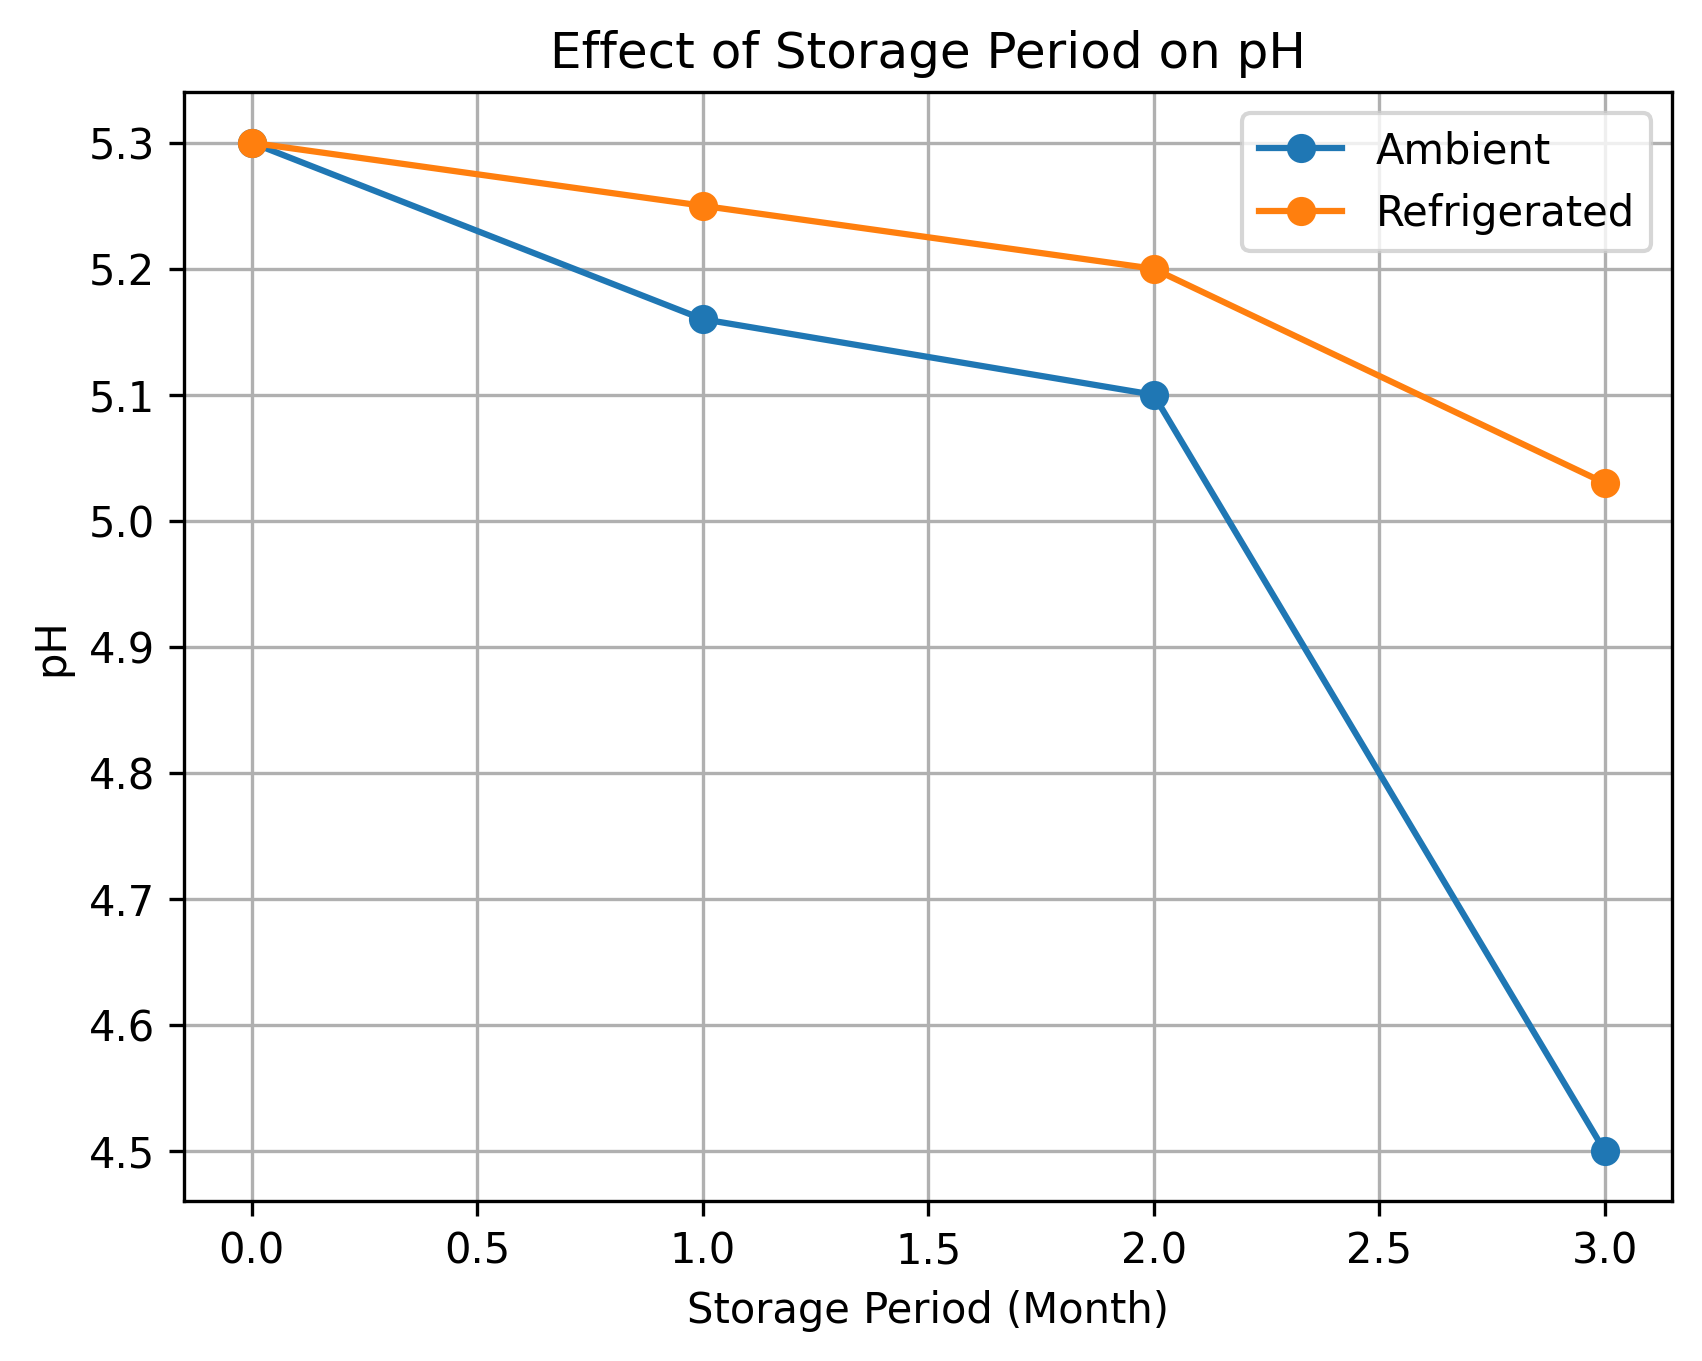 Effect of Storage Period on pH
Ambient
Refrigerated
pH
5.3
5.2
5.1
5.0
4.9
4.8
4.7
4.6
4.5
0.0 0.5 1.0 1.5 2.0 2.5 3.0
Storage Period (Month)